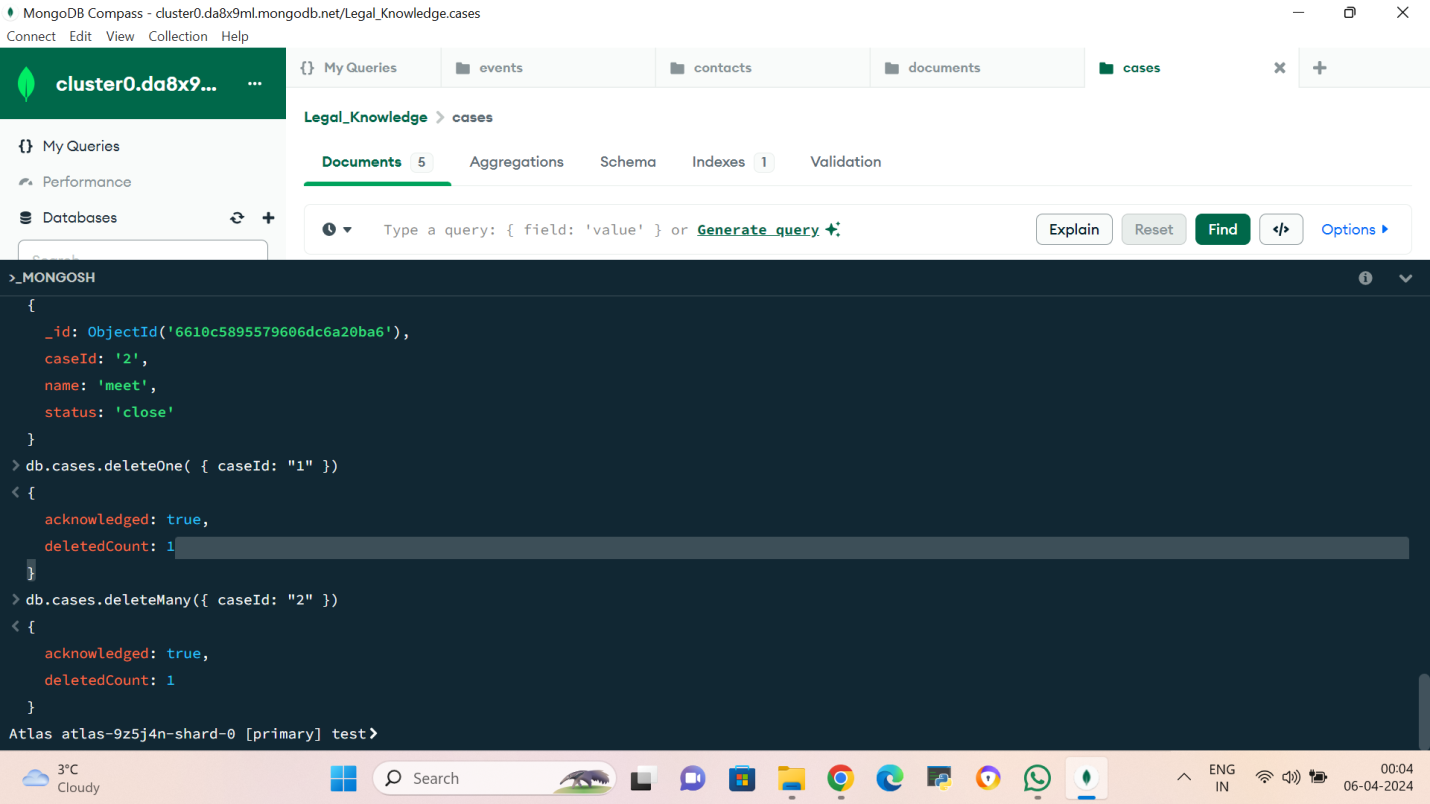 MongoDB Compass - cluster0.da8x9ml.mongodb.net/Legal_Knowledge.cases
Connect Edit View Collection Help
cluster0.da8x9...
{} My Queries
events
contacts
documents
cases
Legal_Knowledge > cases
{} My Queries
Performance
Databases
Search
Documents 5
Aggregations
Schema
Indexes 1
Validation
Type a query: { field: 'value' } or Generate query
Explain
Reset
Find
</>
Options
>_MONGOSH
{
_id: ObjectId('6610c5895579606dc6a20ba6'),
caseId: '2',
name: 'meet',
status: 'close'
}
> db.cases.deleteOne( { caseId: "1" })
< {
acknowledged: true,
deletedCount: 1
}
> db.cases.deleteMany({ caseId: "2" })
< {
acknowledged: true,
deletedCount: 1
}
Atlas atlas-9z5j4n-shard-0 [primary] test>
3°C
Cloudy
Search
ENG
IN
00:04
06-04-2024